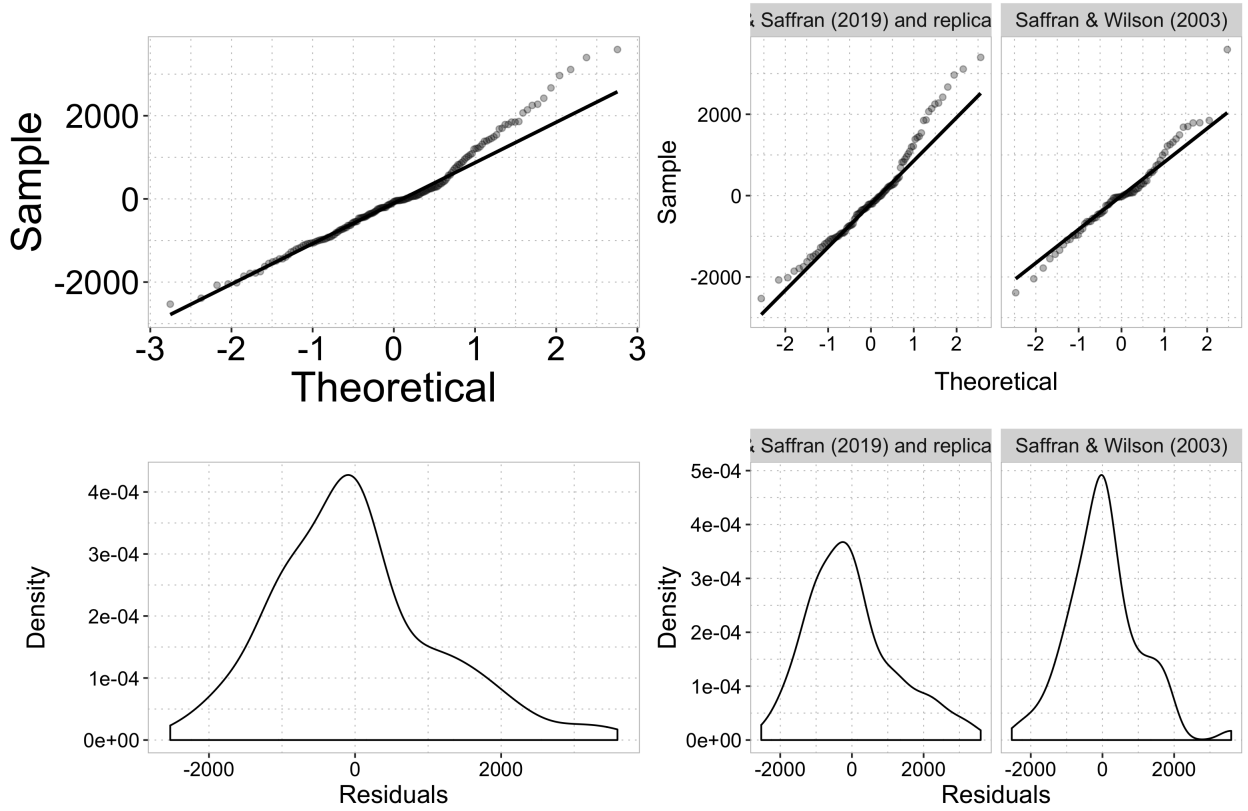 Sample
2000
0
-2000
-3 -2 -1 0 1 2 3
Theoretical
& Saffran (2019) and replica
Saffran & Wilson (2003)
Sample
2000
0
-2000
-2 -1 0 1 2
-2 -1 0 1 2
Theoretical
Density
4e-04
3e-04
2e-04
1e-04
0e+00
-2000 0 2000
Residuals
& Saffran (2019) and replica
Saffran & Wilson (2003)
Density
5e-04
4e-04
3e-04
2e-04
1e-04
0e+00
-2000 0 2000
-2000 0 2000
Residuals